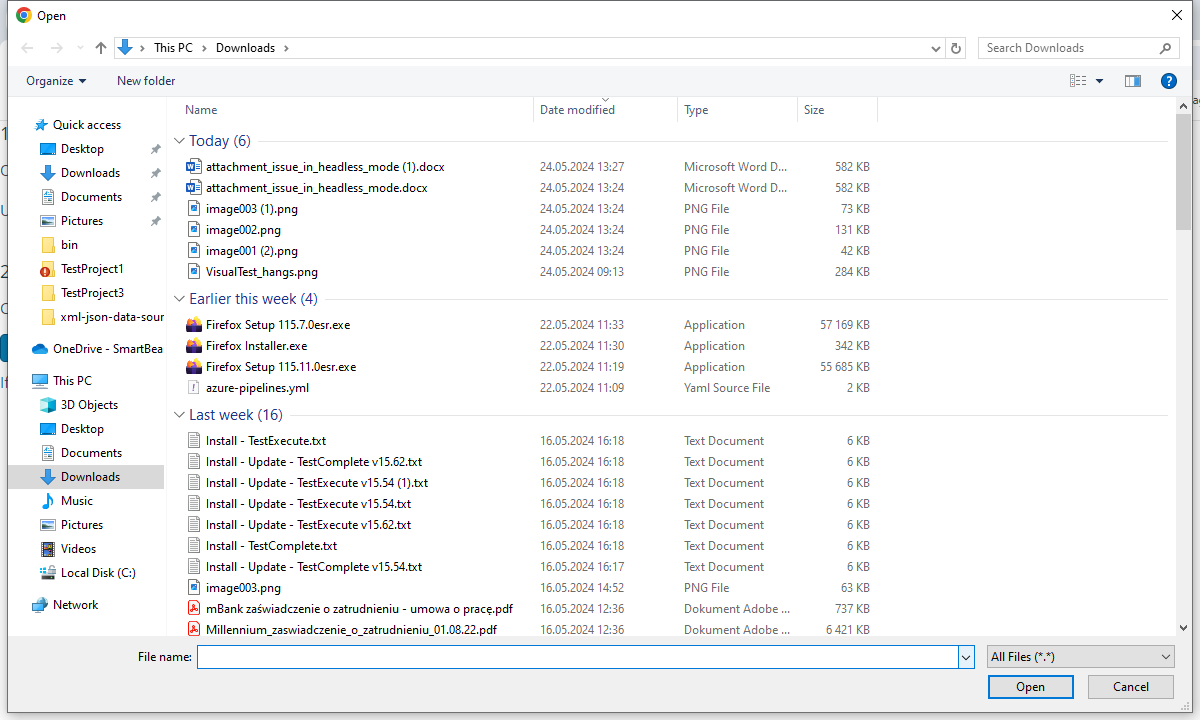 Open
This PC Downloads
Search Downloads
Organize New folder
Name Date modified Type Size
Quick access
Desktop
Downloads
Documents
Pictures
bin
TestProject1
TestProject3
xml-json-data-sour
OneDrive - SmartBea
This PC
3D Objects
Desktop
Documents
Downloads
Music
Pictures
Videos
Local Disk (C:)
Network
Today (6)
attachment_issue_in_headless_mode (1).docx 24.05.2024 13:27 Microsoft Word D... 582 KB
attachment_issue_in_headless_mode.docx 24.05.2024 13:24 Microsoft Word D... 582 KB
image003 (1).png 24.05.2024 13:24 PNG File 73 KB
image002.png 24.05.2024 13:24 PNG File 131 KB
image001 (2).png 24.05.2024 13:24 PNG File 42 KB
VisualTest_hangs.png 24.05.2024 09:13 PNG File 284 KB
Earlier this week (4)
Firefox Setup 115.7.0esr.exe 22.05.2024 11:33 Application 57 169 KB
Firefox Installer.exe 22.05.2024 11:30 Application 342 KB
Firefox Setup 115.11.0esr.exe 22.05.2024 11:19 Application 55 685 KB
azure-pipelines.yml 22.05.2024 11:09 Yaml Source File 2 KB
Last week (16)
Install - TestExecute.txt 16.05.2024 16:18 Text Document 6 KB
Install - Update - TestComplete v15.62.txt 16.05.2024 16:18 Text Document 6 KB
Install - Update - TestExecute v15.54 (1).txt 16.05.2024 16:18 Text Document 6 KB
Install - Update - TestExecute v15.54.txt 16.05.2024 16:18 Text Document 6 KB
Install - Update - TestExecute v15.62.txt 16.05.2024 16:18 Text Document 6 KB
Install - TestComplete.txt 16.05.2024 16:18 Text Document 6 KB
Install - Update - TestComplete v15.54.txt 16.05.2024 16:17 Text Document 6 KB
image003.png 16.05.2024 14:52 PNG File 63 KB
mBank zaświadczenie o zatrudnieniu - umowa o pracę.pdf 16.05.2024 12:36 Dokument Adobe ... 737 KB
Millennium_zaswiadczenie_o_zatrudnieniu_01.08.22.pdf 16.05.2024 12:36 Dokument Adobe ... 6 421 KB
File name: All Files (*.*)
Open Cancel